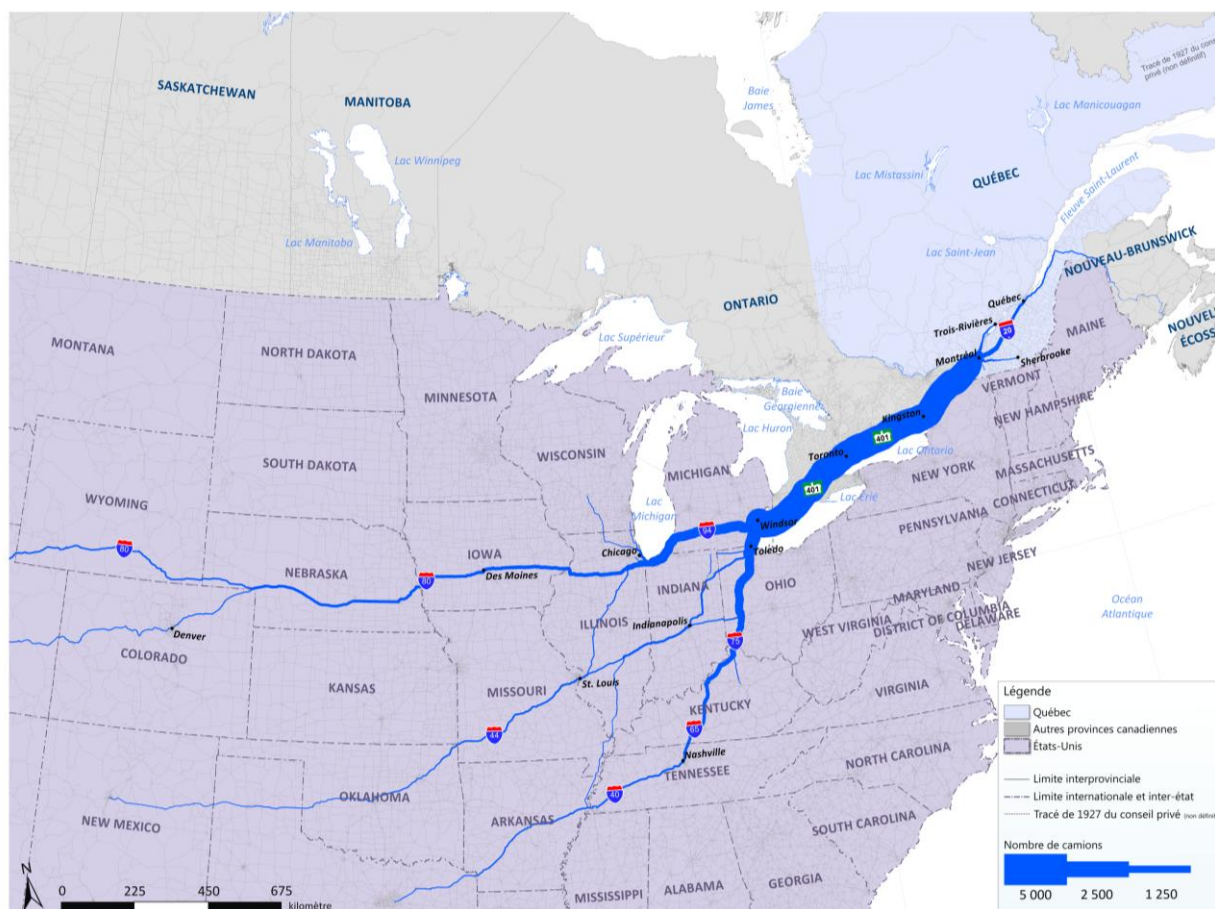 SASKATCHEWAN
MANITOBA
Baie
James
Tracé de 1927 du conseil
privé (non définitif)
Lac Manicouagan
Lac Winnipeg
Lac Mistassini
QUÉBEC
Fleuve Saint-Laurent
Lac Manitoba
Lac Saint-Jean
NOUVEAU-BRUNSWICK
ONTARIO
Québec
Trois-Rivières
20
NOUVEL
ÉCOSS
MONTANA
NORTH DAKOTA
Lac Supérieur
MAINE
Montréal
Sherbrooke
MINNESOTA
VERMONT
Baie
Georgienne
NEW HAMPSHIRE
Kingston
Lac Huron
401
WISCONSIN
SOUTH DAKOTA
MICHIGAN
Toronto
Lac Ontario
MASSACHUSETTS
NEW YORK
WYOMING
Lac
Michigan
401
Lac Érié
CONNECTICUT
PENNSYLVANIA
Windsor
94
80
Chicago
Toledo
IOWA
NEW JERSEY
NEBRASKA
80
Des Moines
INDIANA
OHIO
MARYLAND
Océan
Atlantique
ILLINOIS
Indianapolis
WEST VIRGINIA
DISTRICT OF COLUMBIA
DELAWARE
Denver
75
COLORADO
KANSAS
MISSOURI
St. Louis
VIRGINIA
KENTUCKY
44
65
Nashville
NORTH CAROLINA
TENNESSEE
OKLAHOMA
40
ARKANSAS
NEW MEXICO
SOUTH CAROLINA
MISSISSIPPI
ALABAMA
GEORGIA
N
0 225 450 675
kilomètre
Légende
Québec
Autres provinces canadiennes
États-Unis
Limite interprovinciale
Limite internationale et inter-état
Tracé de 1927 du conseil privé (non définit
Nombre de camions
5 000 2 500 1 250